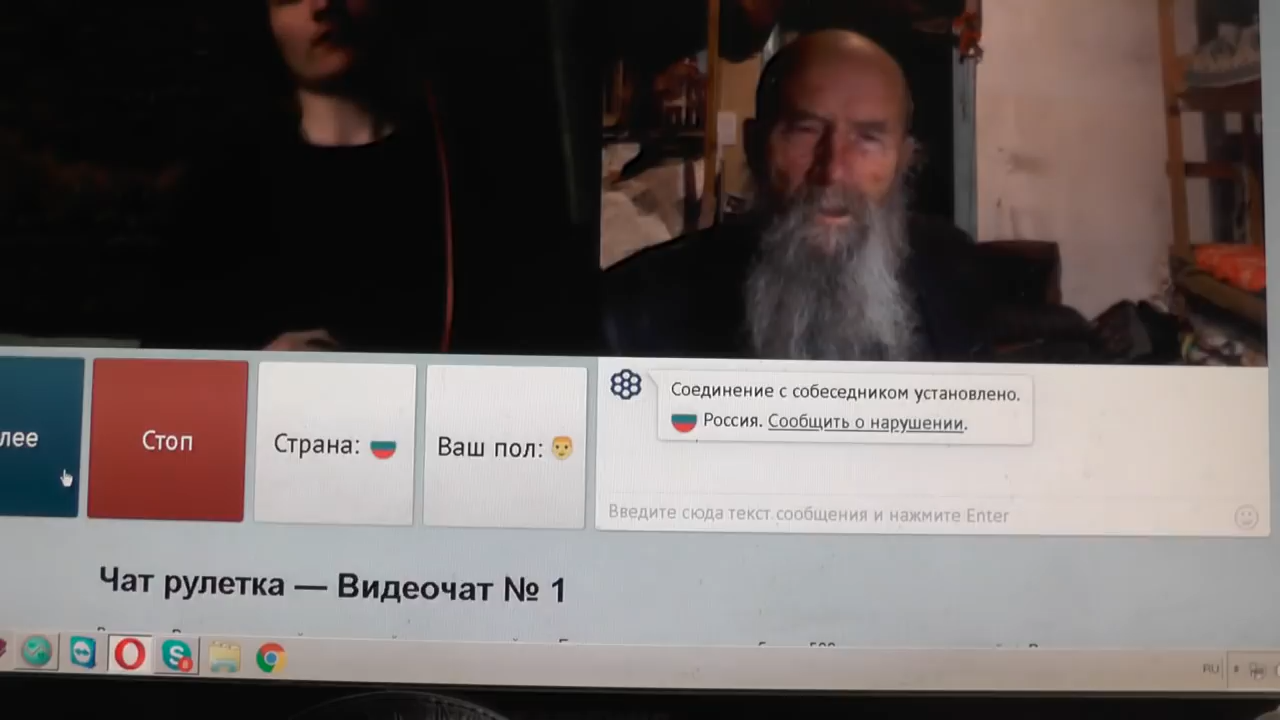 Соединение с собеседником установлено.
Россия. Сообщить о нарушении.
лее
Стоп
Страна:
Ваш пол:
Введите сюда текст сообщения и нажмите Enter
Чат рулетка — Видеочат № 1
RU